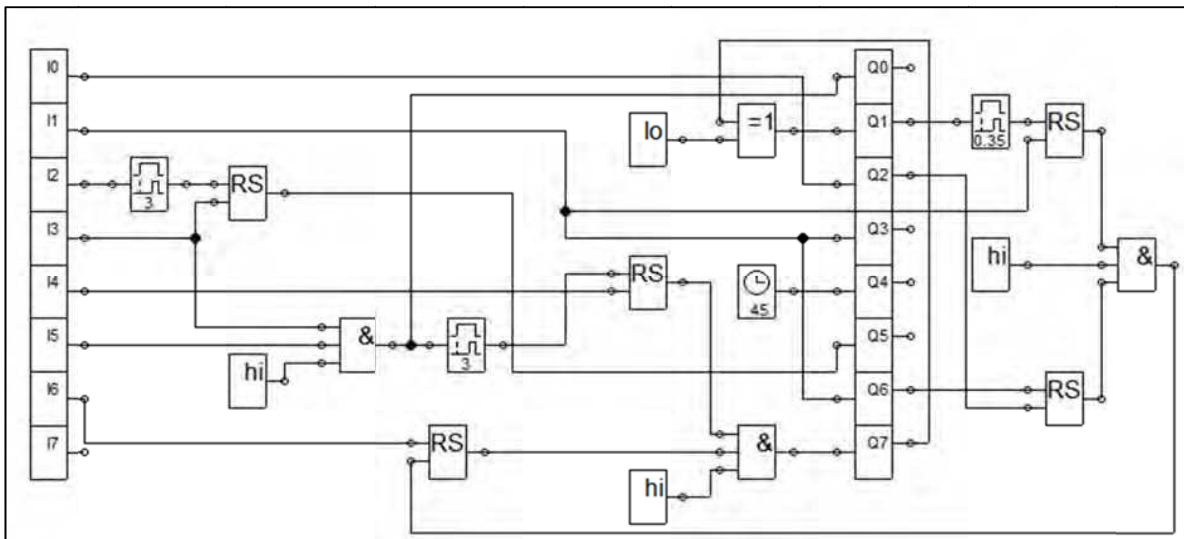 I0
I1
I2
I3
I4
I5
I6
I7
3
RS
hi
&
3
RS
RS
lo
=1
45
hi
&
Q0
Q1
Q2
Q3
Q4
Q5
Q6
Q7
0.35
RS
hi
&
RS